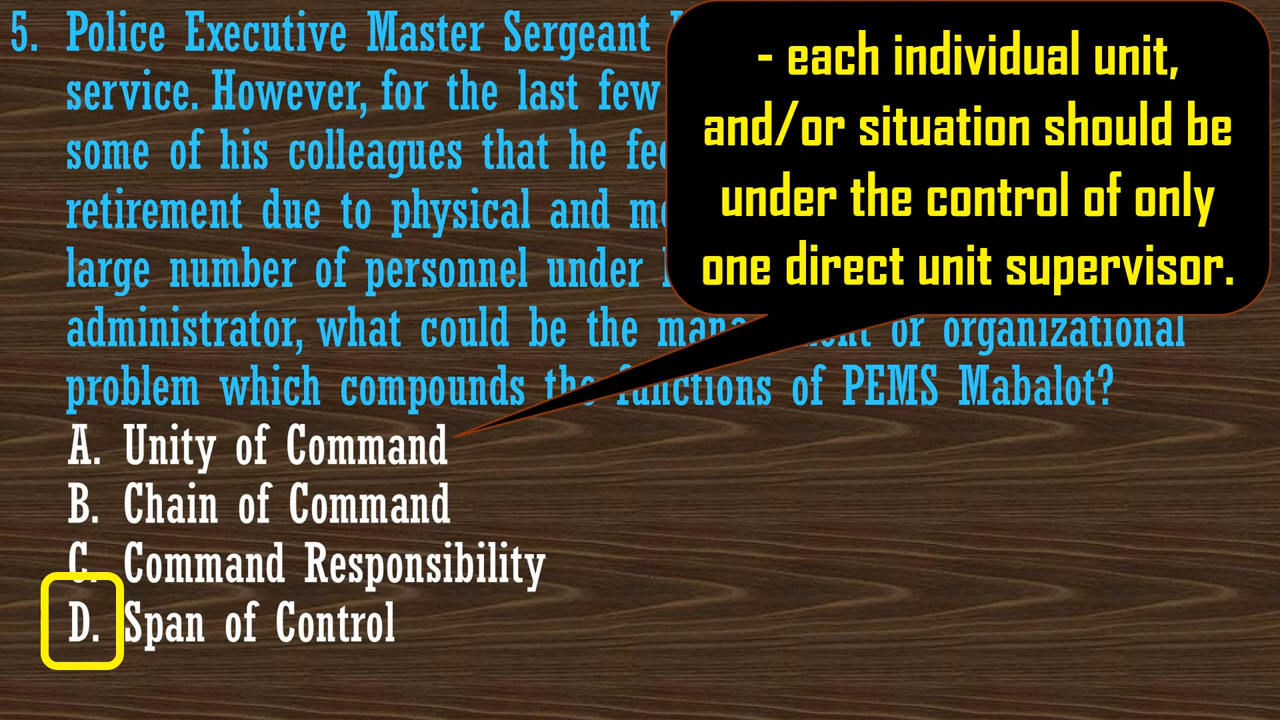 5. Police Executive Master Sergeant
service. However, for the last few
some of his colleagues that he
retirement due to physical and
large number of personnel under
administrator, what could be the or organizational
problem which compounds the functions of PEMS Mabalot?
A. Unity of Command
B. Chain of Command
C. Command Responsibility
D. Span of Control
- each individual unit,
and/or situation should be
under the control of only
one direct unit supervisor.